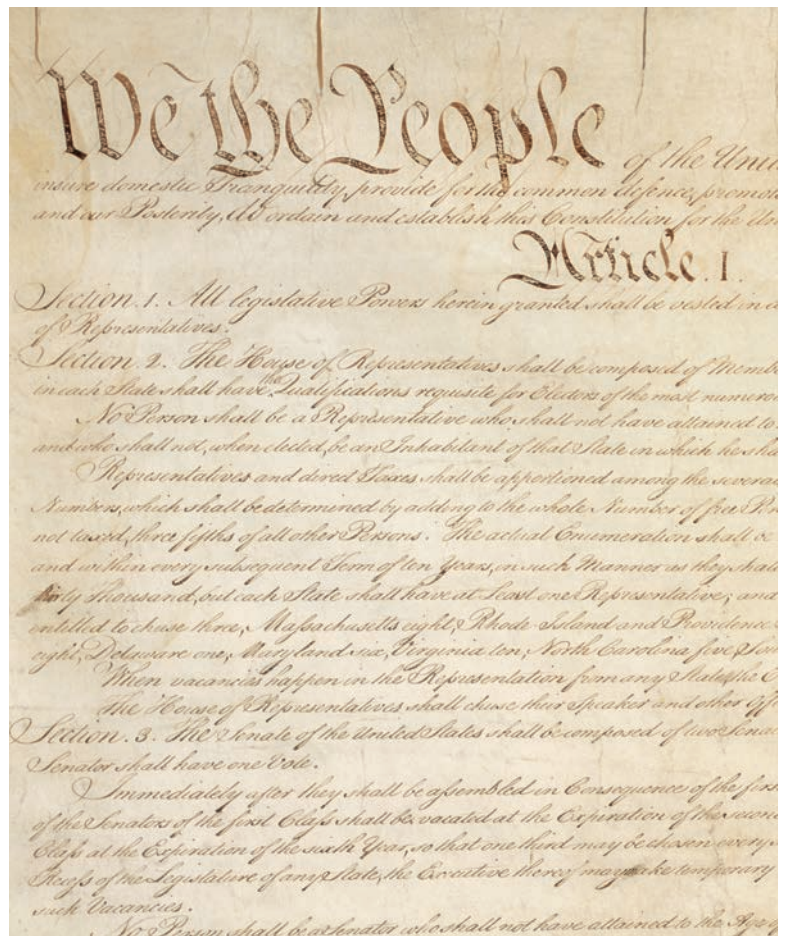 We the People of the Uni
insure domestic Tranquility, provide for the common defence, promot
and our Posterity, do ordain and establish this Constitution for the Un
Article. I.
Section. 1. All legislative Powers herein granted shall be vested in a
of Representatives.
Section. 2. The House of Representatives shall be composed of Memb
in each State shall have the Qualifications requisite for Electors of the most numero
No Person shall be a Representative who shall not have attained to
and who shall not, when elected, be an Inhabitant of that State in which he sha
Representatives and direct Taxes shall be apportioned among the severa
Numbers, which shall be determined by adding to the whole Number of free Per
not taxed, three fifths of all other Persons. The actual Enumeration shall be
and within every subsequent Term of ten Years, in such Manner as they shall
thirty Thousand, but each State shall have at Least one Representative; and
entitled to chuse three, Massachusetts eight, Rhode-Island and Providence
eight, Delaware one, Maryland six, Virginia ten, North Carolina five, Sou
When vacancies happen in the Representation from any State, the E
The House of Representatives shall chuse their Speaker and other Off
Section. 3. The Senate of the United States shall be composed of two Sena
Senator shall have one Vote.
Immediately after they shall be assembled in Consequence of the firs
of the Senators of the first Class shall be vacated at the Expiration of the secon
Class at the Expiration of the sixth Year, so that one third may be chosen every
Recess of the Legislature of any State, the Executive thereof may make temporary
such Vacancies.
No Person shall be a Senator who shall not have attained to the Age o